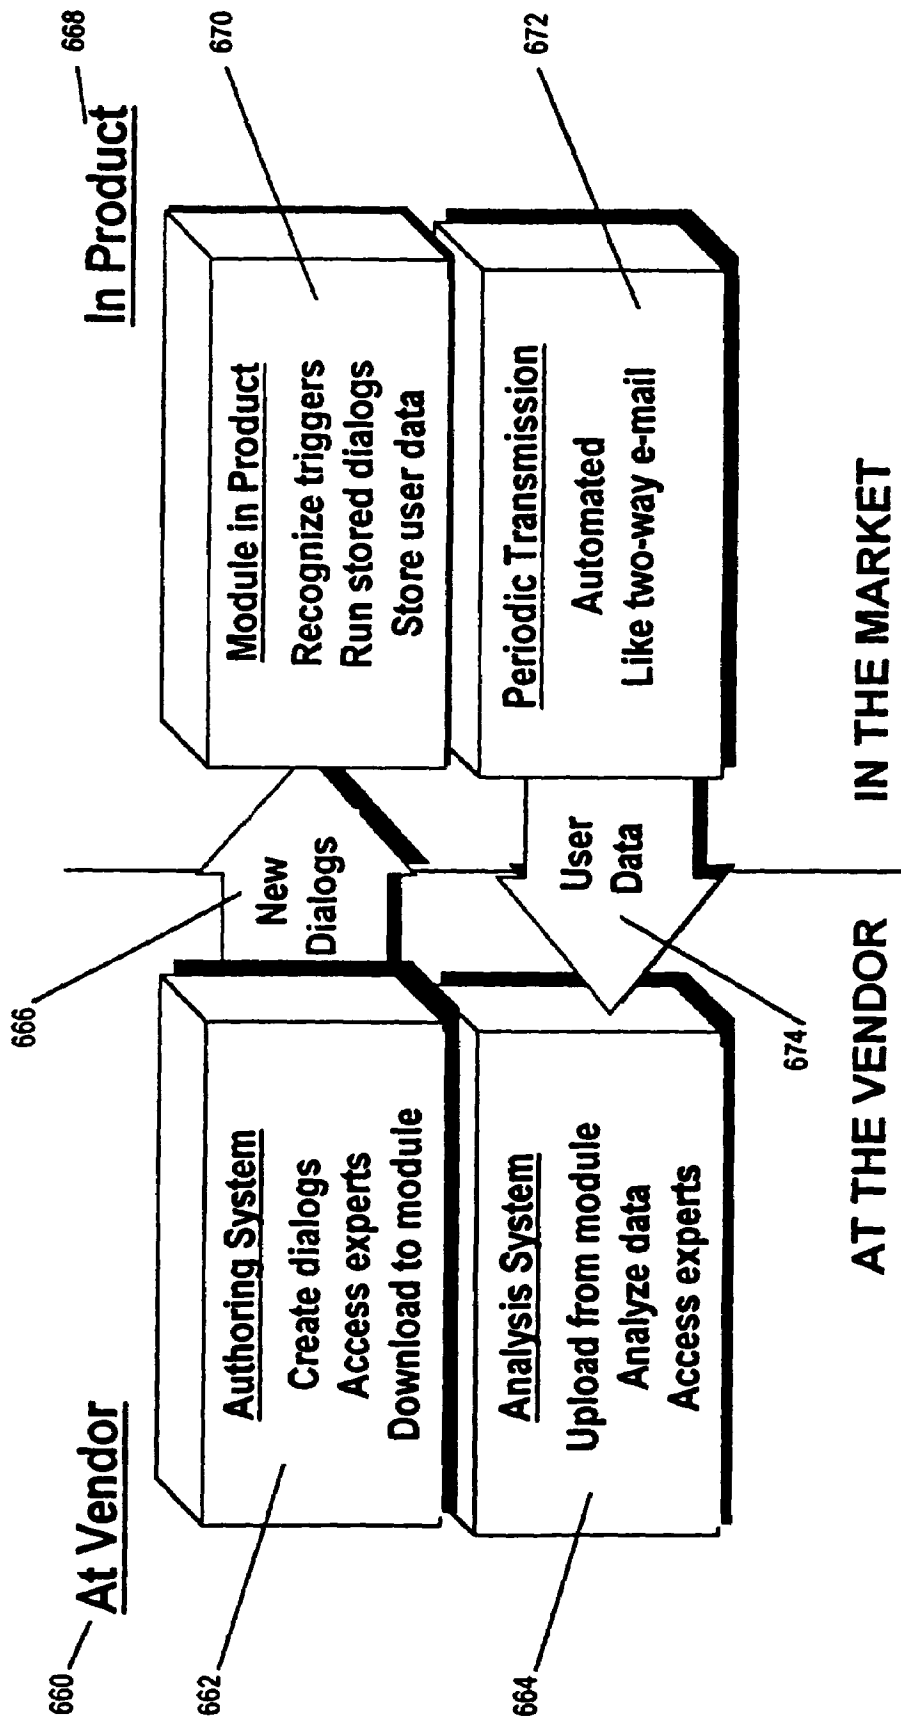 660
At Vendor
662
Authoring System
Create dialogs
Access experts
Download to module
664
Analysis System
Upload from module
Analyze data
Access experts
666
New
Dialogs
User
Data
674
In Product
668
670
Module in Product
Recognize triggers
Run stored dialogs
Store user data
672
Periodic Transmission
Automated
Like two-way e-mail
AT THE VENDOR
IN THE MARKET